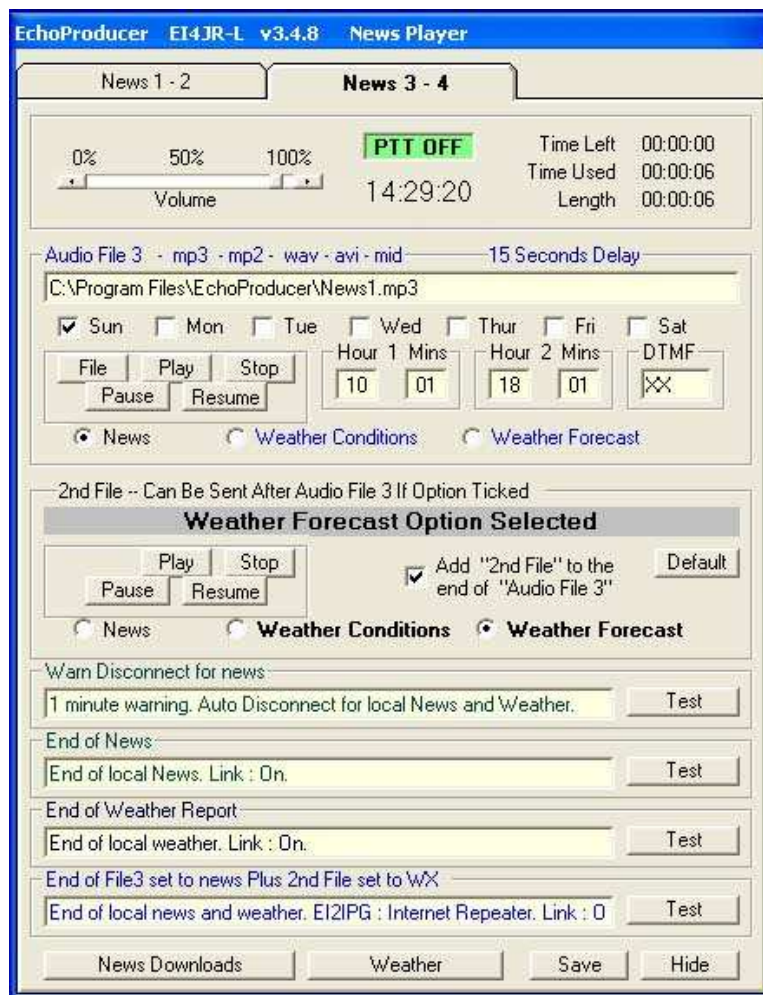 EchoProducer EI4JR-L v3.4.8 News Player
News 1 - 2
News 3 - 4
0% 50% 100%
Volume
PTT OFF
14:29:20
Time Left 00:00:00
Time Used 00:00:06
Length 00:00:06
Audio File 3 - mp3 - mp2 - wav - avi - mid 15 Seconds Delay
C:\Program Files\EchoProducer\News1.mp3
Sun Mon Tue Wed Thur Fri Sat
File Play Stop
Pause Resume
Hour 1 Mins
10 01
Hour 2 Mins
18 01
DTMF
XX
News Weather Conditions Weather Forecast
2nd File -- Can Be Sent After Audio File 3 If Option Ticked
Weather Forecast Option Selected
Play Stop
Pause Resume
Add "2nd File" to the
end of "Audio File 3"
Default
News Weather Conditions Weather Forecast
Warn Disconnect for news
1 minute warning. Auto Disconnect for local News and Weather.
Test
End of News
End of local News. Link : On.
Test
End of Weather Report
End of local weather. Link : On.
Test
End of File3 set to news Plus 2nd File set to WX
End of local news and weather. EI2IPG : Internet Repeater. Link : O
Test
News Downloads Weather Save Hide